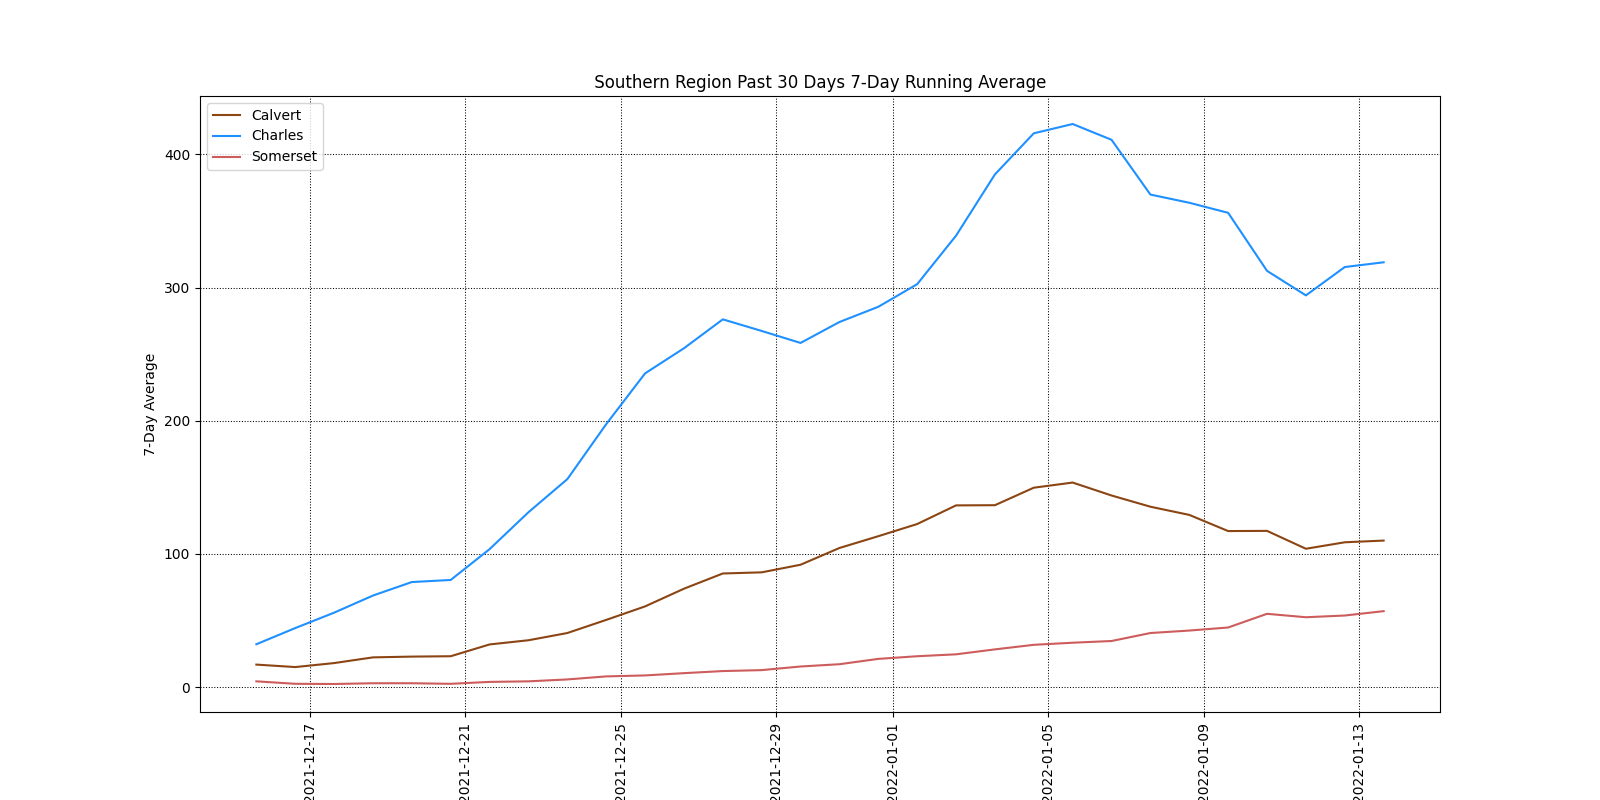 Southern Region Past 30 Days 7-Day Running Average
Calvert
Charles
Somerset
400
300
200
100
0
7-Day Average
2021-12-17
2021-12-21
2021-12-25
2021-12-29
2022-01-01
2022-01-05
2022-01-09
2022-01-13